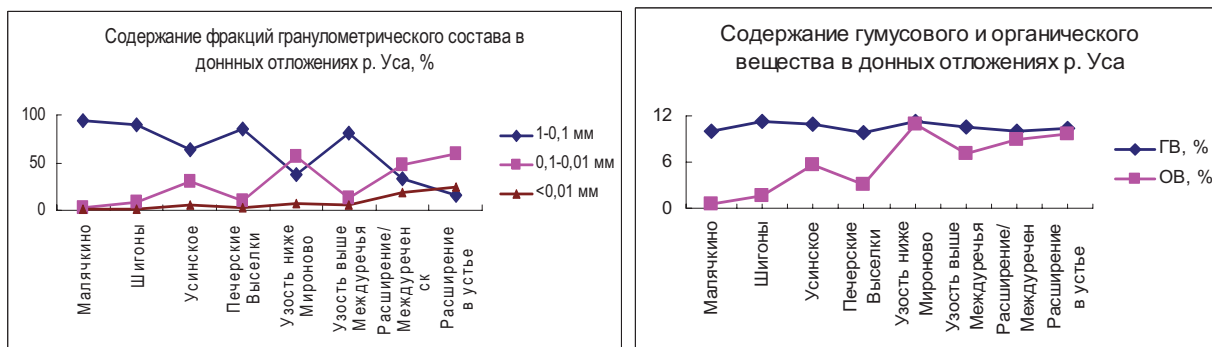 Содержание фракций гранулометрического состава в
доннных отложениях р. Уса, %
100
50
0
1-0,1 мм
0,1-0,01 мм
<0,01 мм
Малячкино
Шигоны
Усинское
Печерские
Выселки
Узость ниже
Мироново
Узость выше
Междуречья
Расширение/
Междуречен
ск
Расширение
в устье
Содержание гумусового и органического
вещества в донных отложениях р. Уса
12
6
0
ГВ, %
ОВ, %
Малячкино
Шигоны
Усинское
Печерские
Выселки
Узость ниже
Мироново
Узость выше
Междуречья
Расширение/
Междуречен
Расширение
в устье